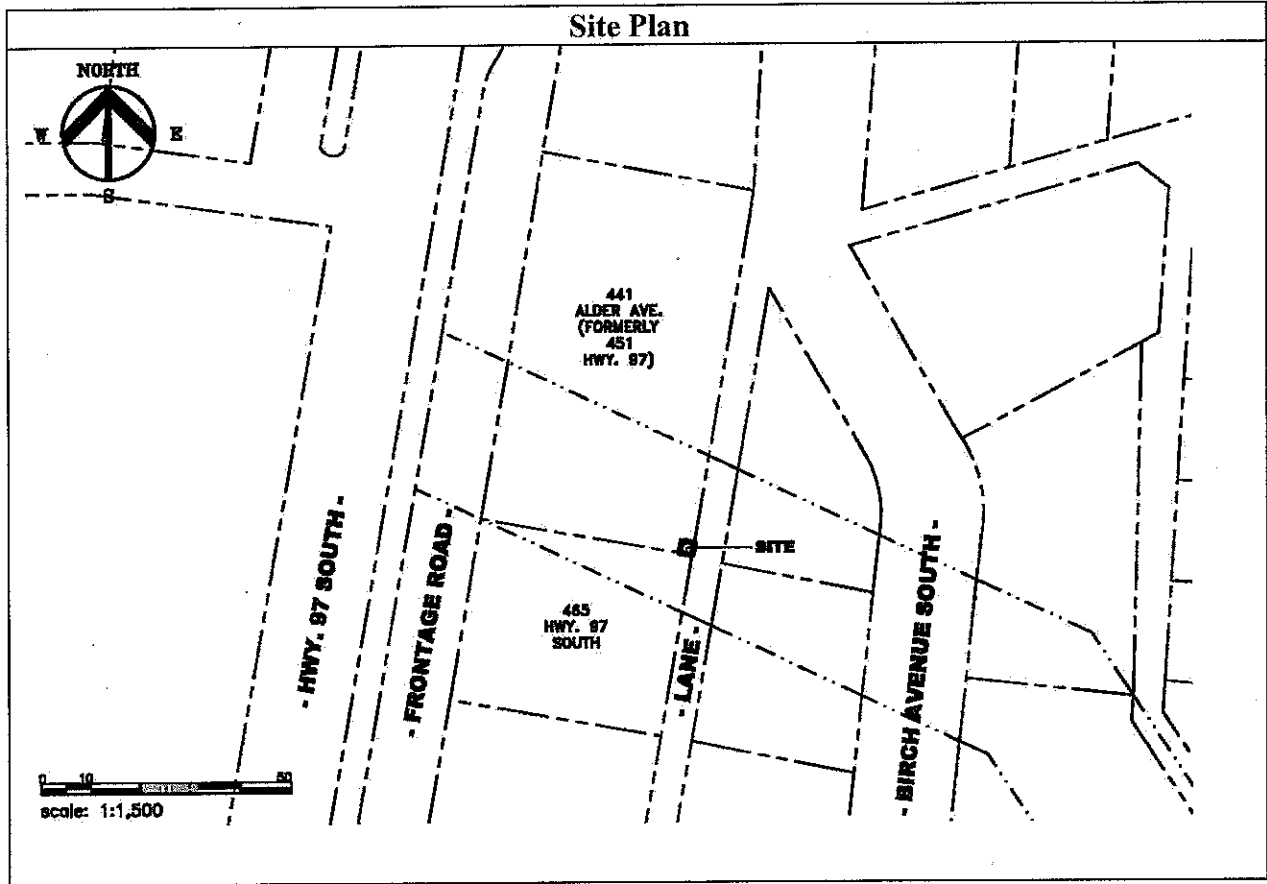 Site Plan
NORTH
W E
S
441
ALDER AVE.
(FORMERLY
451
HWY. 97)
- HWY. 97 SOUTH -
- FRONTAGE ROAD -
SITE
465
HWY. 97
SOUTH
- LANE -
- BIRCH AVENUE SOUTH -
0 10 50
scale: 1:1,500